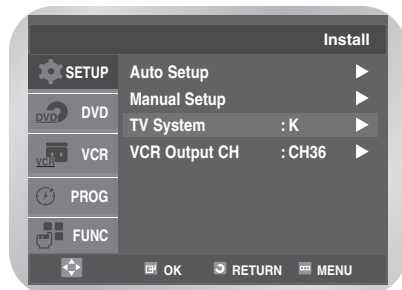 Install
SETUP
DVD
DVD
VCR
VCR
PROG
FUNC
Auto Setup
Manual Setup
TV System : K
VCR Output CH : CH36
OK RETURN MENU